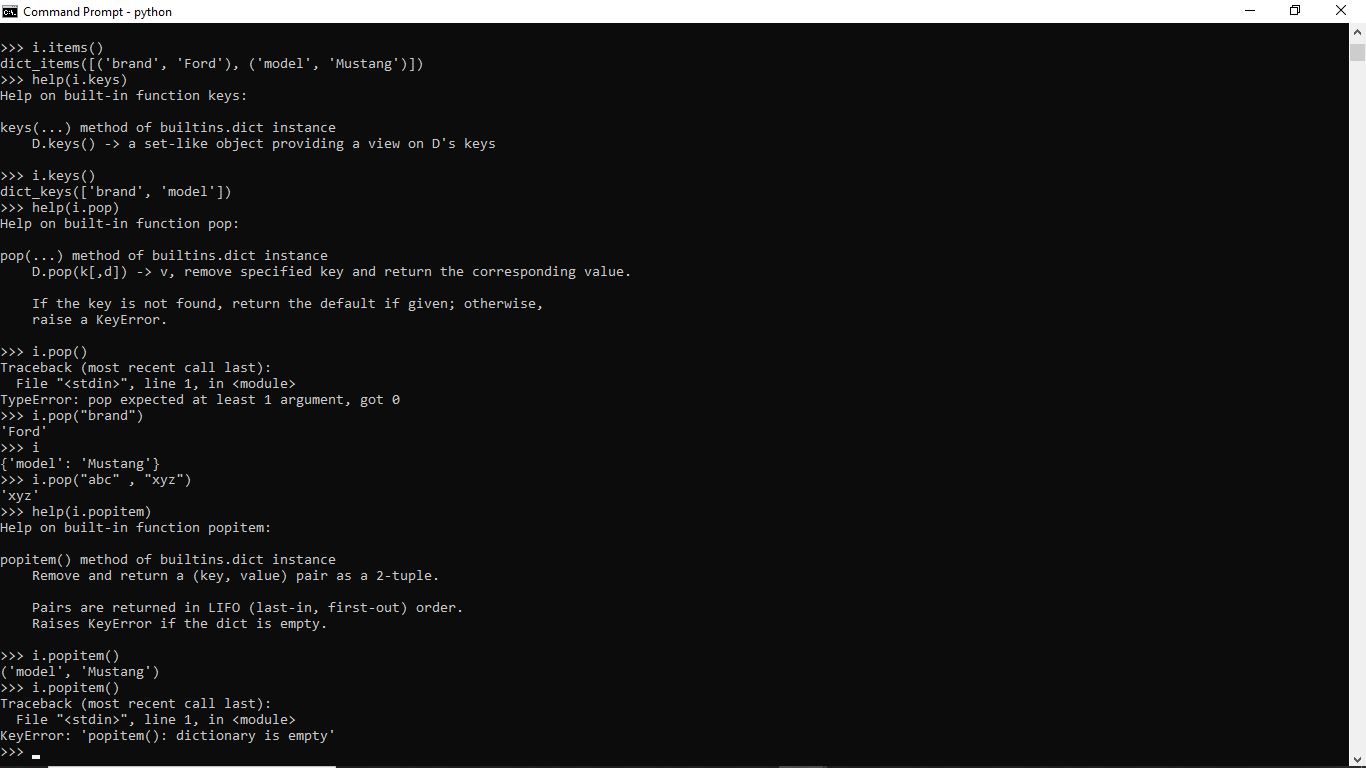 Command Prompt - python
>>> i.items()
dict_items([('brand', 'Ford'), ('model', 'Mustang')])
>>> help(i.keys)
Help on built-in function keys:
keys(...) method of builtins.dict instance
    D.keys() -> a set-like object providing a view on D's keys
>>> i.keys()
dict_keys(['brand', 'model'])
>>> help(i.pop)
Help on built-in function pop:
pop(...) method of builtins.dict instance
    D.pop(k[,d]) -> v, remove specified key and return the corresponding value.
    If the key is not found, return the default if given; otherwise,
    raise a KeyError.
>>> i.pop()
Traceback (most recent call last):
  File "<stdin>", line 1, in <module>
TypeError: pop expected at least 1 argument, got 0
>>> i.pop("brand")
'Ford'
>>> i
{'model': 'Mustang'}
>>> i.pop("abc" , "xyz")
'xyz'
>>> help(i.popitem)
Help on built-in function popitem:
popitem() method of builtins.dict instance
    Remove and return a (key, value) pair as a 2-tuple.
    Pairs are returned in LIFO (last-in, first-out) order.
    Raises KeyError if the dict is empty.
>>> i.popitem()
('model', 'Mustang')
>>> i.popitem()
Traceback (most recent call last):
  File "<stdin>", line 1, in <module>
KeyError: 'popitem(): dictionary is empty'
>>>